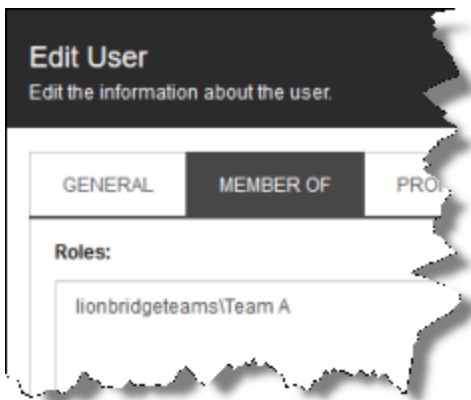 Edit User
Edit the information about the user.
GENERAL MEMBER OF
Roles:
lionbridgeteams\Team A